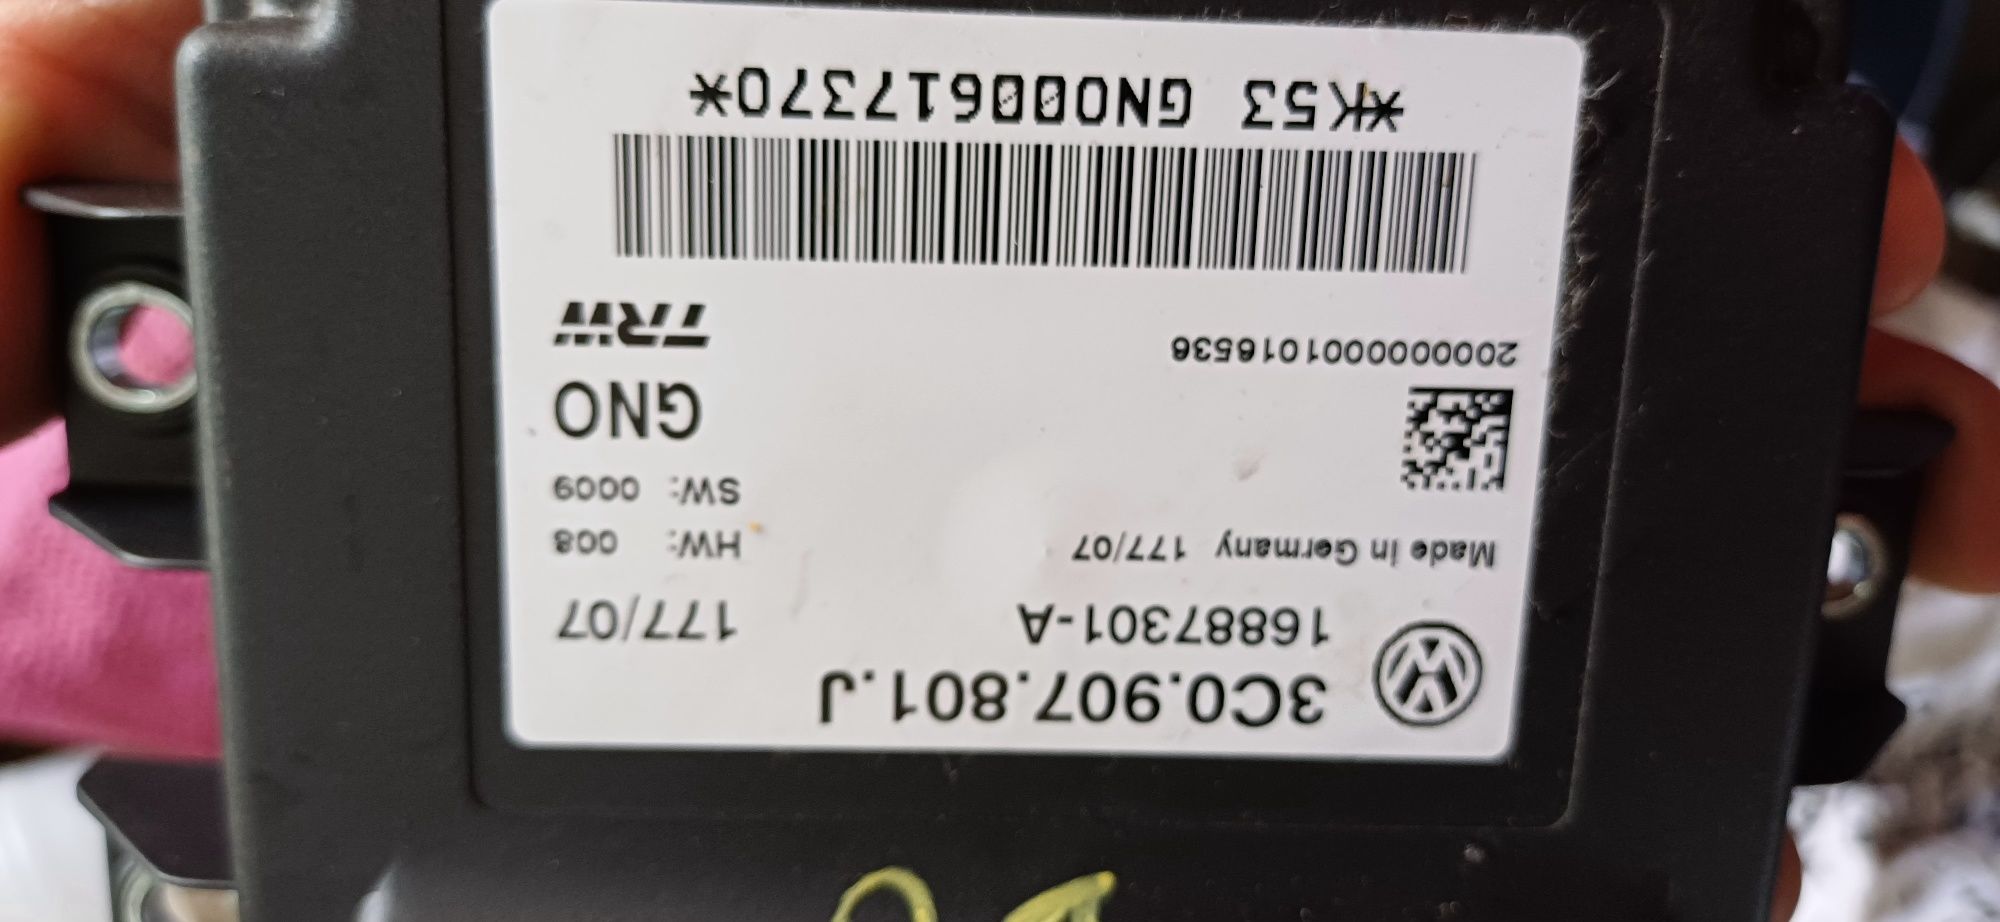 3C0.907.801.J
16887301-A 177/07
Made in Germany 177/07 HW: 008
SW: 0009
GNO
2000000001016536 TRW
*K53 GNO000617370*